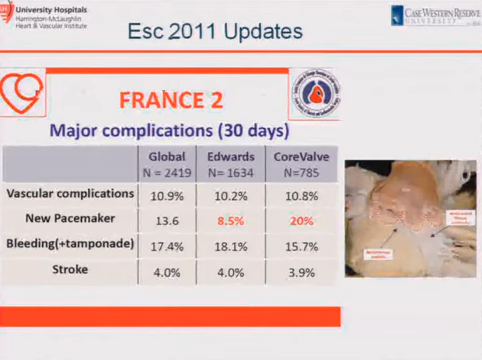 University Hospitals
Harrington-McLaughlin
Heart & Vascular Institute
CASE WESTERN RESERVE
UNIVERSITY
Esc 2011 Updates
FRANCE 2
Major complications (30 days)
Global Edwards CoreValve
N = 2419 N= 1634 N=785
Vascular complications 10.9% 10.2% 10.8%
New Pacemaker 13.6 8.5% 20%
Bleeding(+tamponade) 17.4% 18.1% 15.7%
Stroke 4.0% 4.0% 3.9%